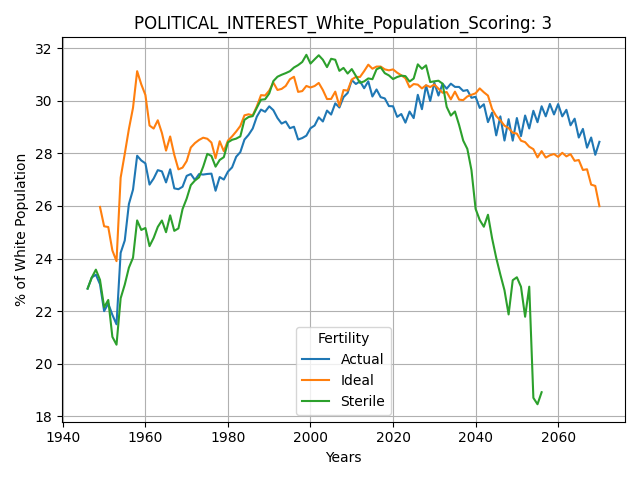 POLITICAL_INTEREST_White_Population_Scoring: 3
% of White Population
32
30
28
26
24
22
20
18
Fertility
Actual
Ideal
Sterile
1940
1960
1980
2000
2020
2040
2060
Years